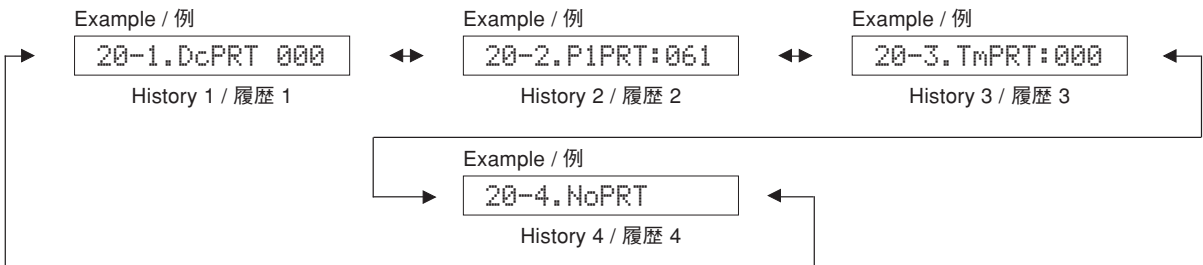 Example / 例
20-1.DcPRT 000
History 1 / 履歴 1
Example / 例
20-2.P1PRT:061
History 2 / 履歴 2
Example / 例
20-3.TmPRT:000
History 3 / 履歴 3
Example / 例
20-4.NoPRT
History 4 / 履歴 4